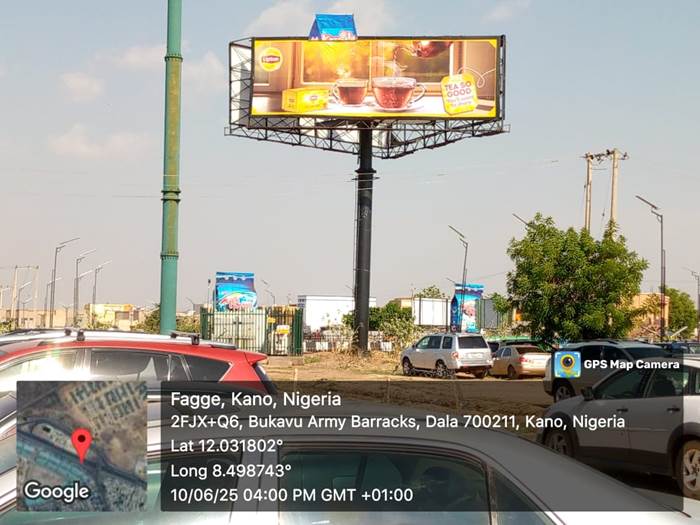 Lipton
TEA SO
GOOD
GPS Map Camera
Fagge, Kano, Nigeria
2FJX+Q6, Bukavu Army Barracks, Dala 700211, Kano, Nigeria
Lat 12.031802°
Long 8.498743°
10/06/25 04:00 PM GMT +01:00
Google